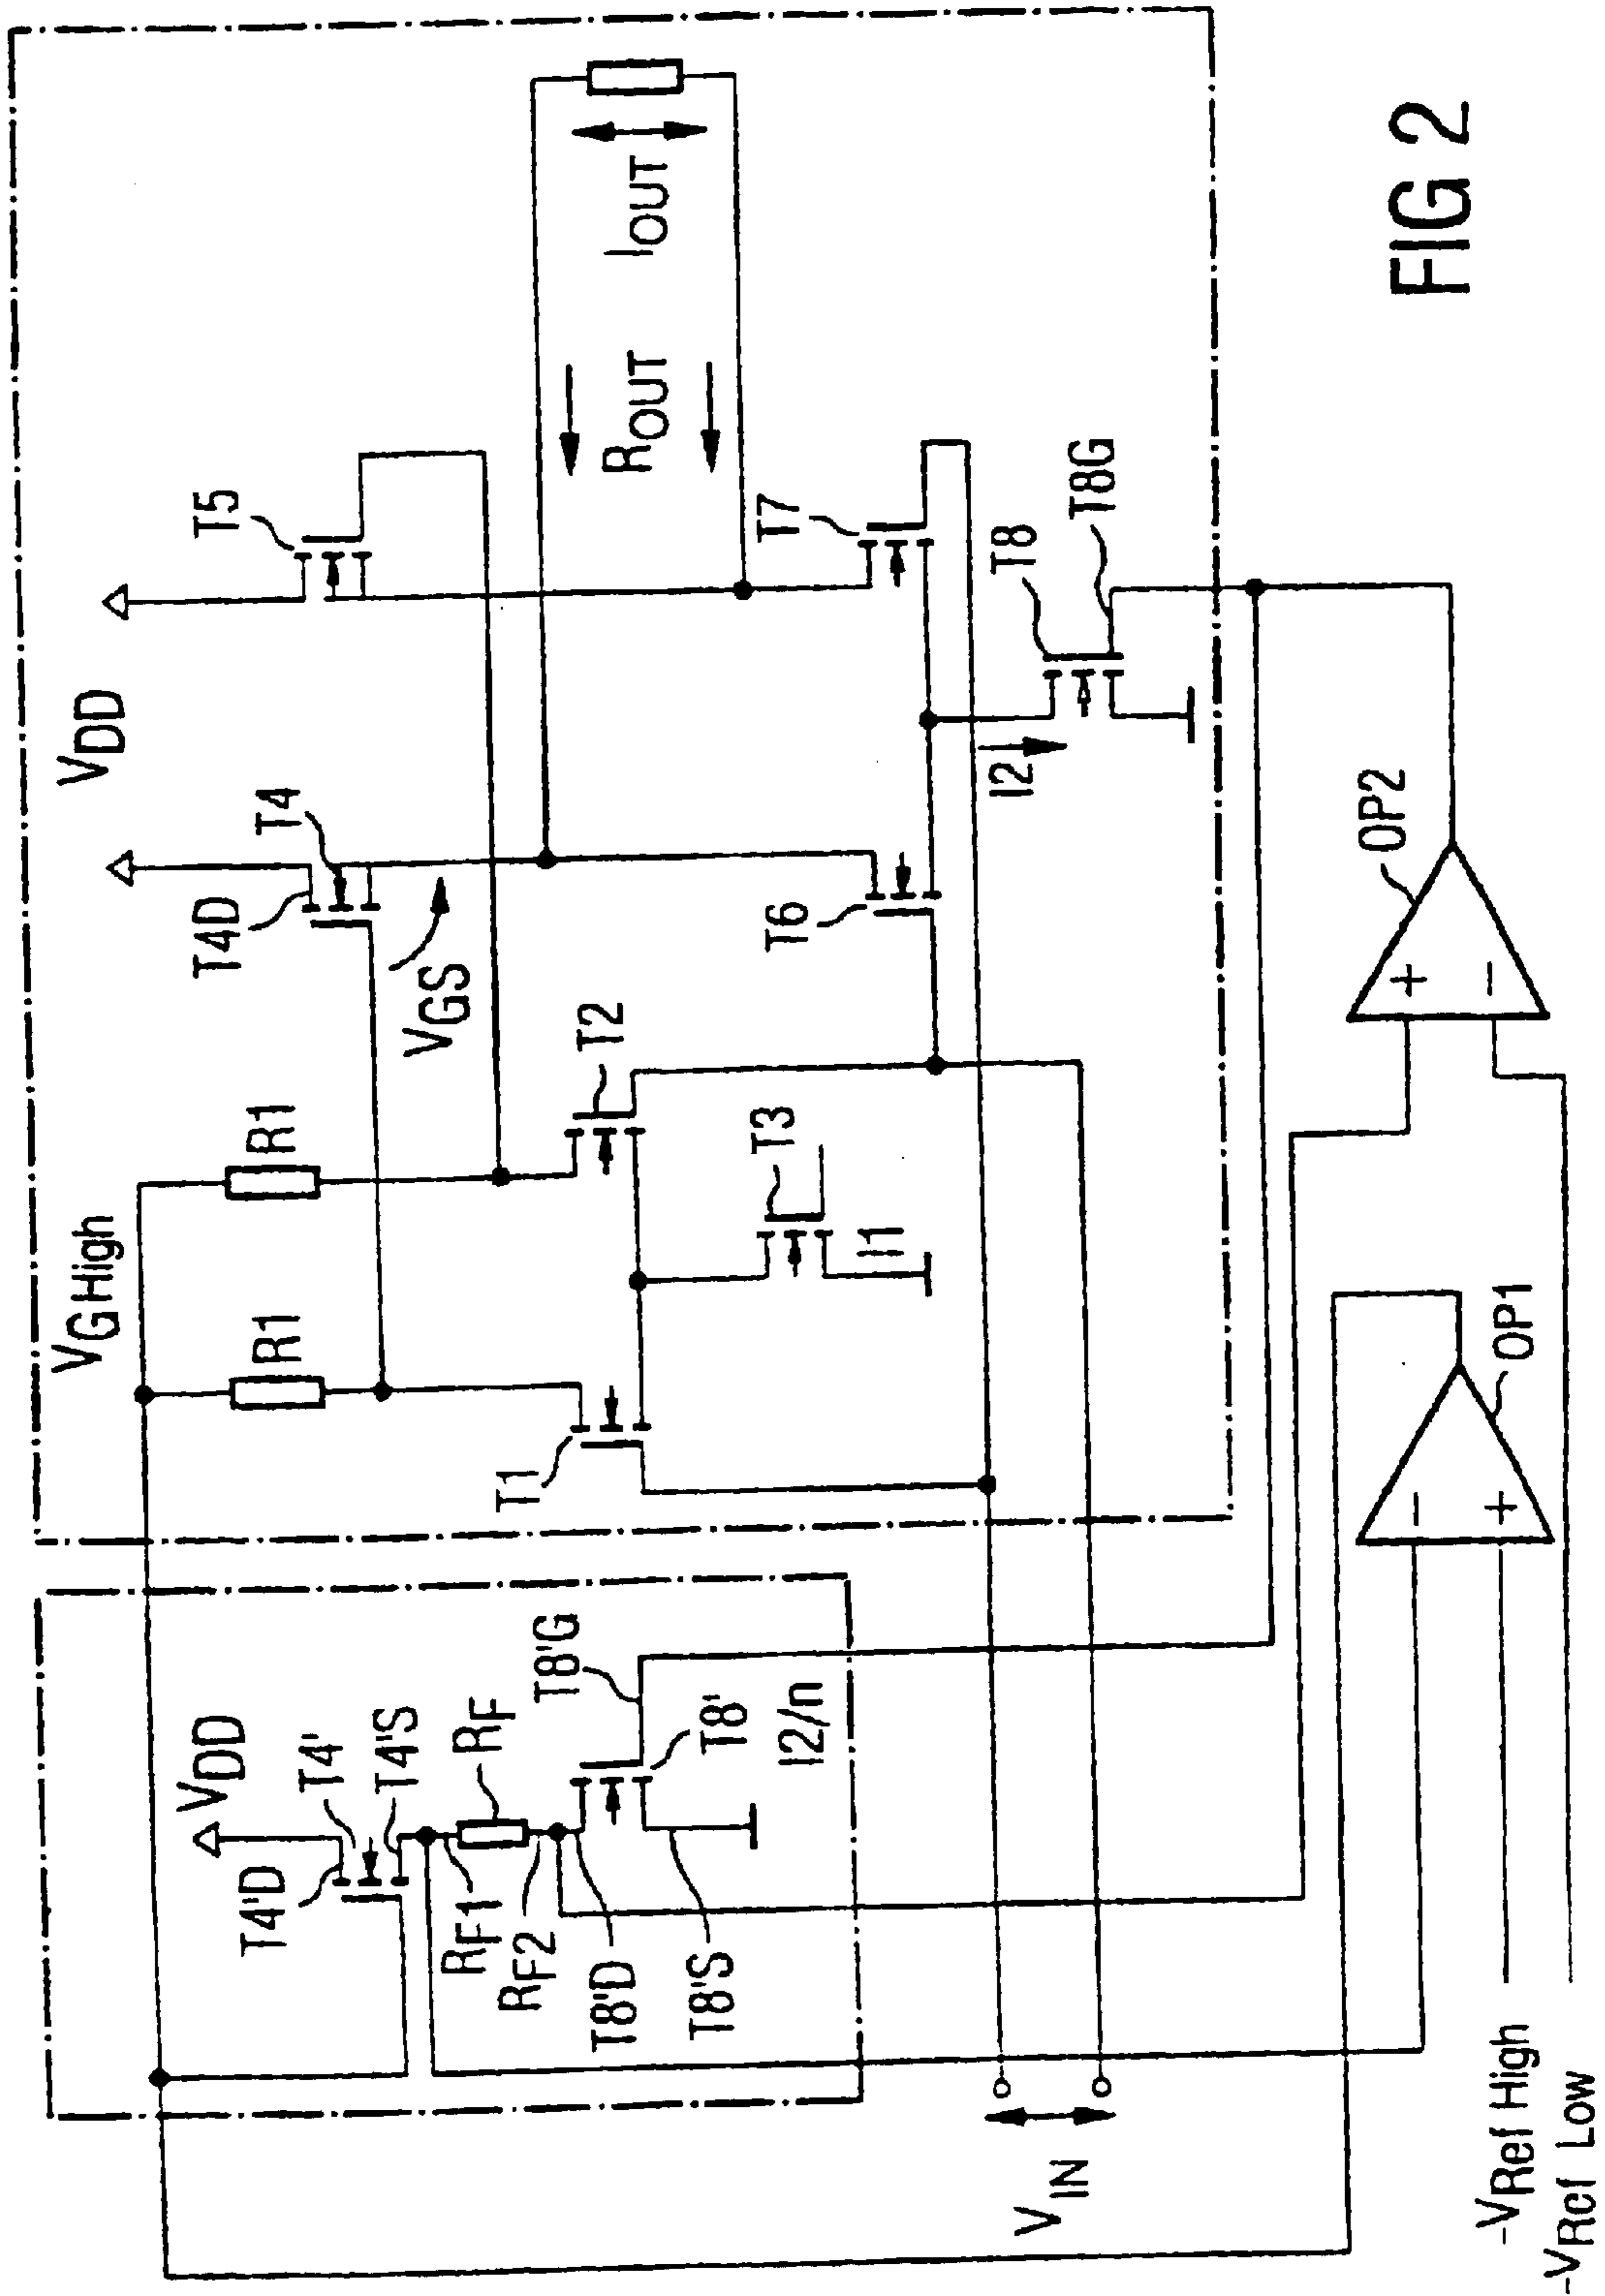 VDD
VG High
VDD
T4'
T4'D
T4'S
RF1
RF
RF2
T8'D
T8'G
T8'
T8'S
I2/n
R1
R1
T1
T2
T3
I1
T4D
T4
VGS
T5
T6
T7
ROUT
IOUT
I2
T8
T8G
VIN
OP1
- +
OP2
+ -
-VRef High
-VRef Low
FIG 2